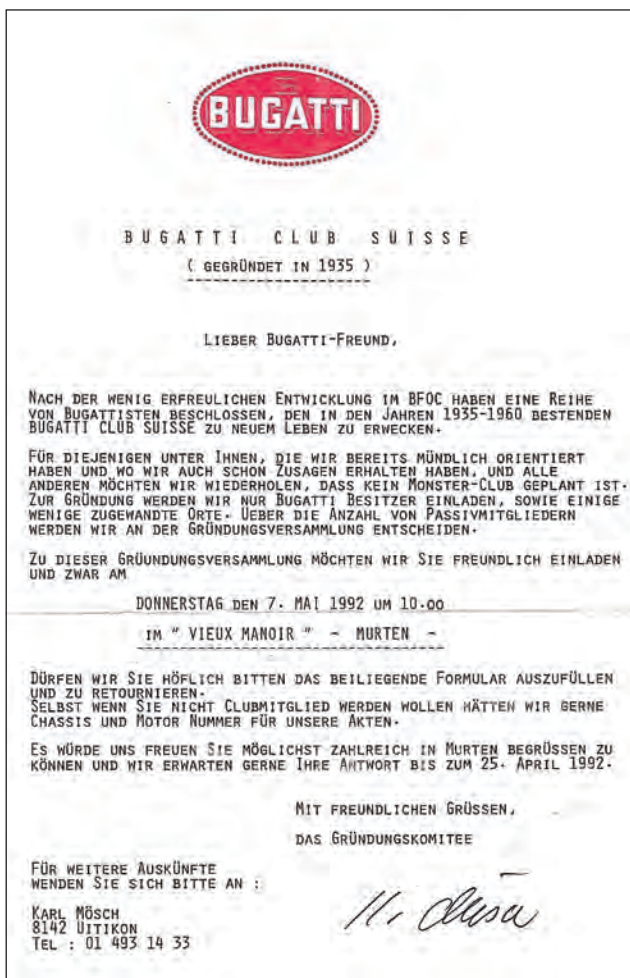 BUGATTI
BUGATTI CLUB SUISSE
( GEGRÜNDET IN 1935 )
LIEBER BUGATTI-FREUND,
NACH DER WENIG ERFREULICHEN ENTWICKLUNG IM BFOC HABEN EINE REIHE
VON BUGATTISTEN BESCHLOSSEN, DEN IN DEN JAHREN 1935-1960 BESTENDEN
BUGATTI CLUB SUISSE ZU NEUEM LEBEN ZU ERWECKEN.
FÜR DIEJENIGEN UNTER IHNEN, DIE WIR BEREITS MÜNDLICH ORIENTIERT
HABEN UND WO WIR AUCH SCHON ZUSAGEN ERHALTEN HABEN, UND ALLE
ANDEREN MÖCHTEN WIR WIEDERHOLEN, DASS KEIN MONSTER-CLUB GEPLANT IST.
ZUR GRÜNDUNG WERDEN WIR NUR BUGATTI BESITZER EINLADEN, SOWIE EINIGE
WENIGE ZUGEWANDTE ORTE. UEBER DIE ANZAHL VON PASSIVMITGLIEDERN
WERDEN WIR AN DER GRÜNDUNGSVERSAMMLUNG ENTSCHEIDEN.
ZU DIESER GRÜUNDUNGSVERSAMMLUNG MÖCHTEN WIR SIE FREUNDLICH EINLADEN
UND ZWAR AM
DONNERSTAG DEN 7. MAI 1992 UM 10.00
IM " VIEUX MANOIR " - MURTEN -
DÜRFEN WIR SIE HÖFLICH BITTEN DAS BEILIEGENDE FORMULAR AUSZUFÜLLEN
UND ZU RETOURNIEREN.
SELBST WENN SIE NICHT CLUBMITGLIED WERDEN WOLLEN HÄTTEN WIR GERNE
CHASSIS UND MOTOR NUMMER FÜR UNSERE AKTEN.
ES WÜRDE UNS FREUEN SIE MÖGLICHST ZAHLREICH IN MURTEN BEGRÜSSEN ZU
KÖNNEN UND WIR ERWARTEN GERNE IHRE ANTWORT BIS ZUM 25. APRIL 1992.
MIT FREUNDLICHEN GRÜSSEN,
DAS GRÜNDUNGSKOMITEE
FÜR WEITERE AUSKÜNFTE
WENDEN SIE SICH BITTE AN :
KARL MÖSCH
8142 UITIKON
TEL : 01 493 14 33